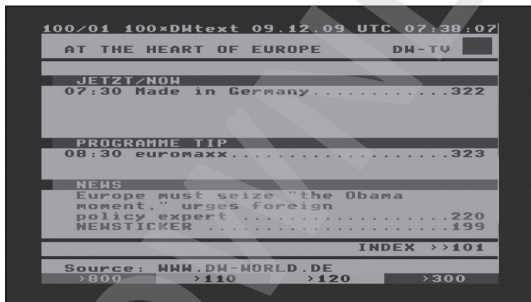 100/01 100*DWtext 09.12.09 UTC 07:38:07
AT THE HEART OF EUROPE DW-TV
JETZT/NOW
07:30 Made in Germany............322
PROGRAMME TIP
08:30 euromaxx...................323
NEWS
Europe must seize "the Obama
moment," urges foreign
policy expert ...................220
NEWSTICKER ......................199
INDEX >>101
Source: WWW.DW-WORLD.DE
>800 >110 >120 >300